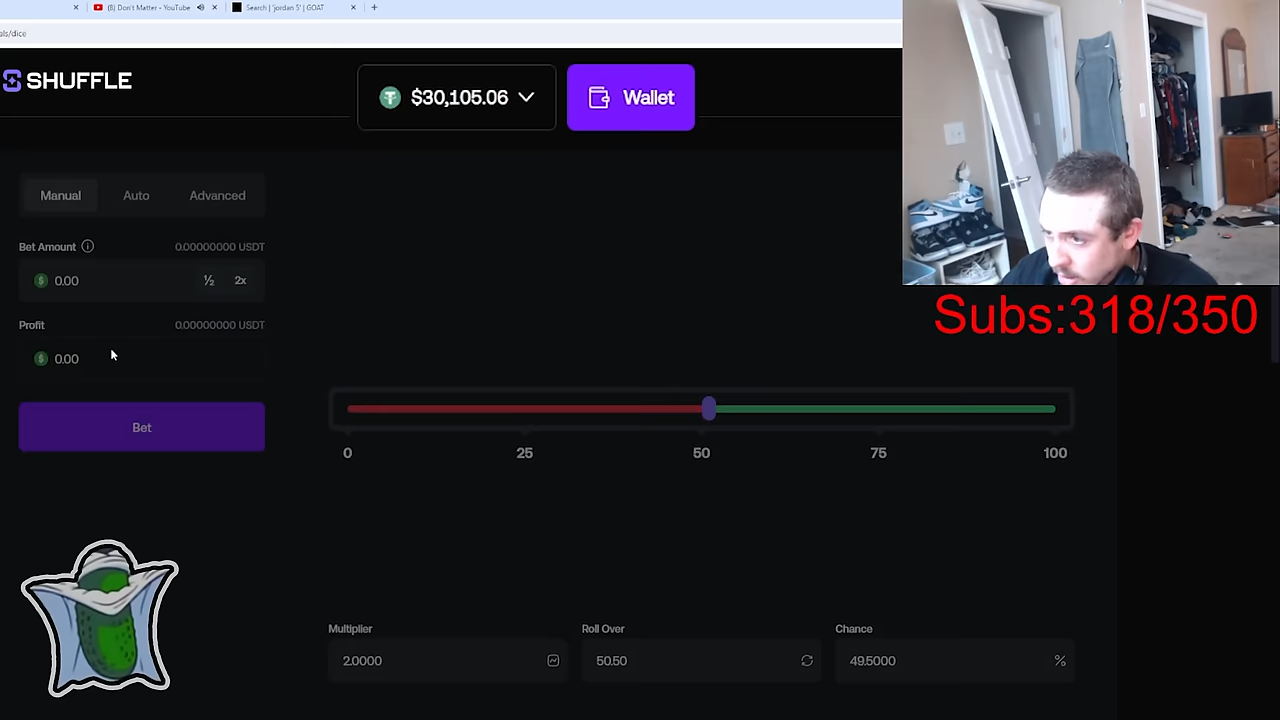 (8) Don't Matter - YouTube
Search | 'jordan 5' | GOAT
als/dice
SHUFFLE
$30,105.06
Wallet
Manual
Auto
Advanced
Bet Amount
0.00000000 USDT
0.00
½
2x
Profit
0.00000000 USDT
0.00
Bet
Subs:318/350
0
25
50
75
100
Multiplier
Roll Over
Chance
2.0000
50.50
49.5000
%